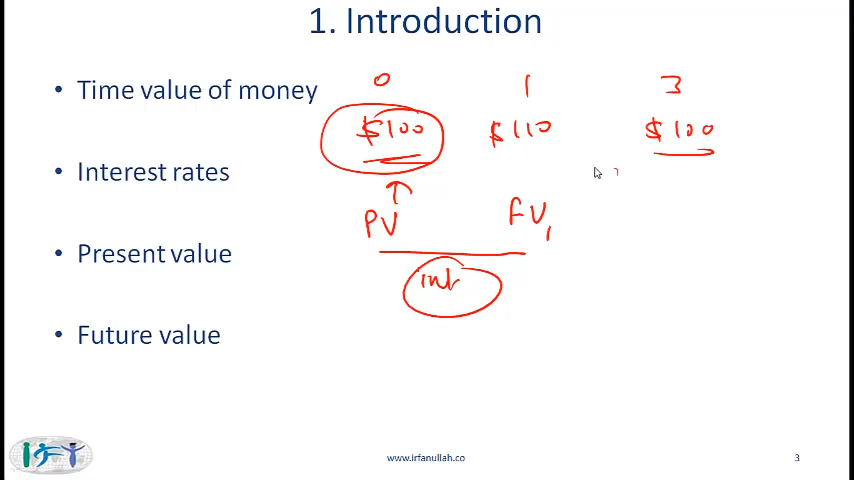 1. Introduction
• Time value of money
0 1 3
$100 $110 $100
• Interest rates
PV FV1
• Present value
int
• Future value
IFT
www.irfanullah.co
3